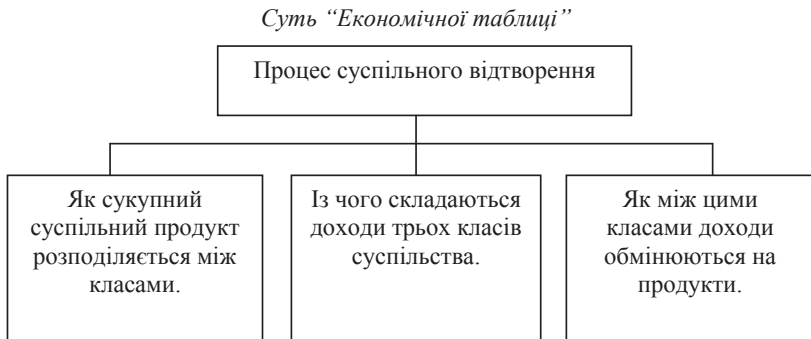 Суть “Економічної таблиці”
Процес суспільного відтворення
Як сукупний
суспільний продукт
розподіляється між
класами.
Із чого складаються
доходи трьох класів
суспільства.
Як між цими
класами доходи
обмінюються на
продукти.